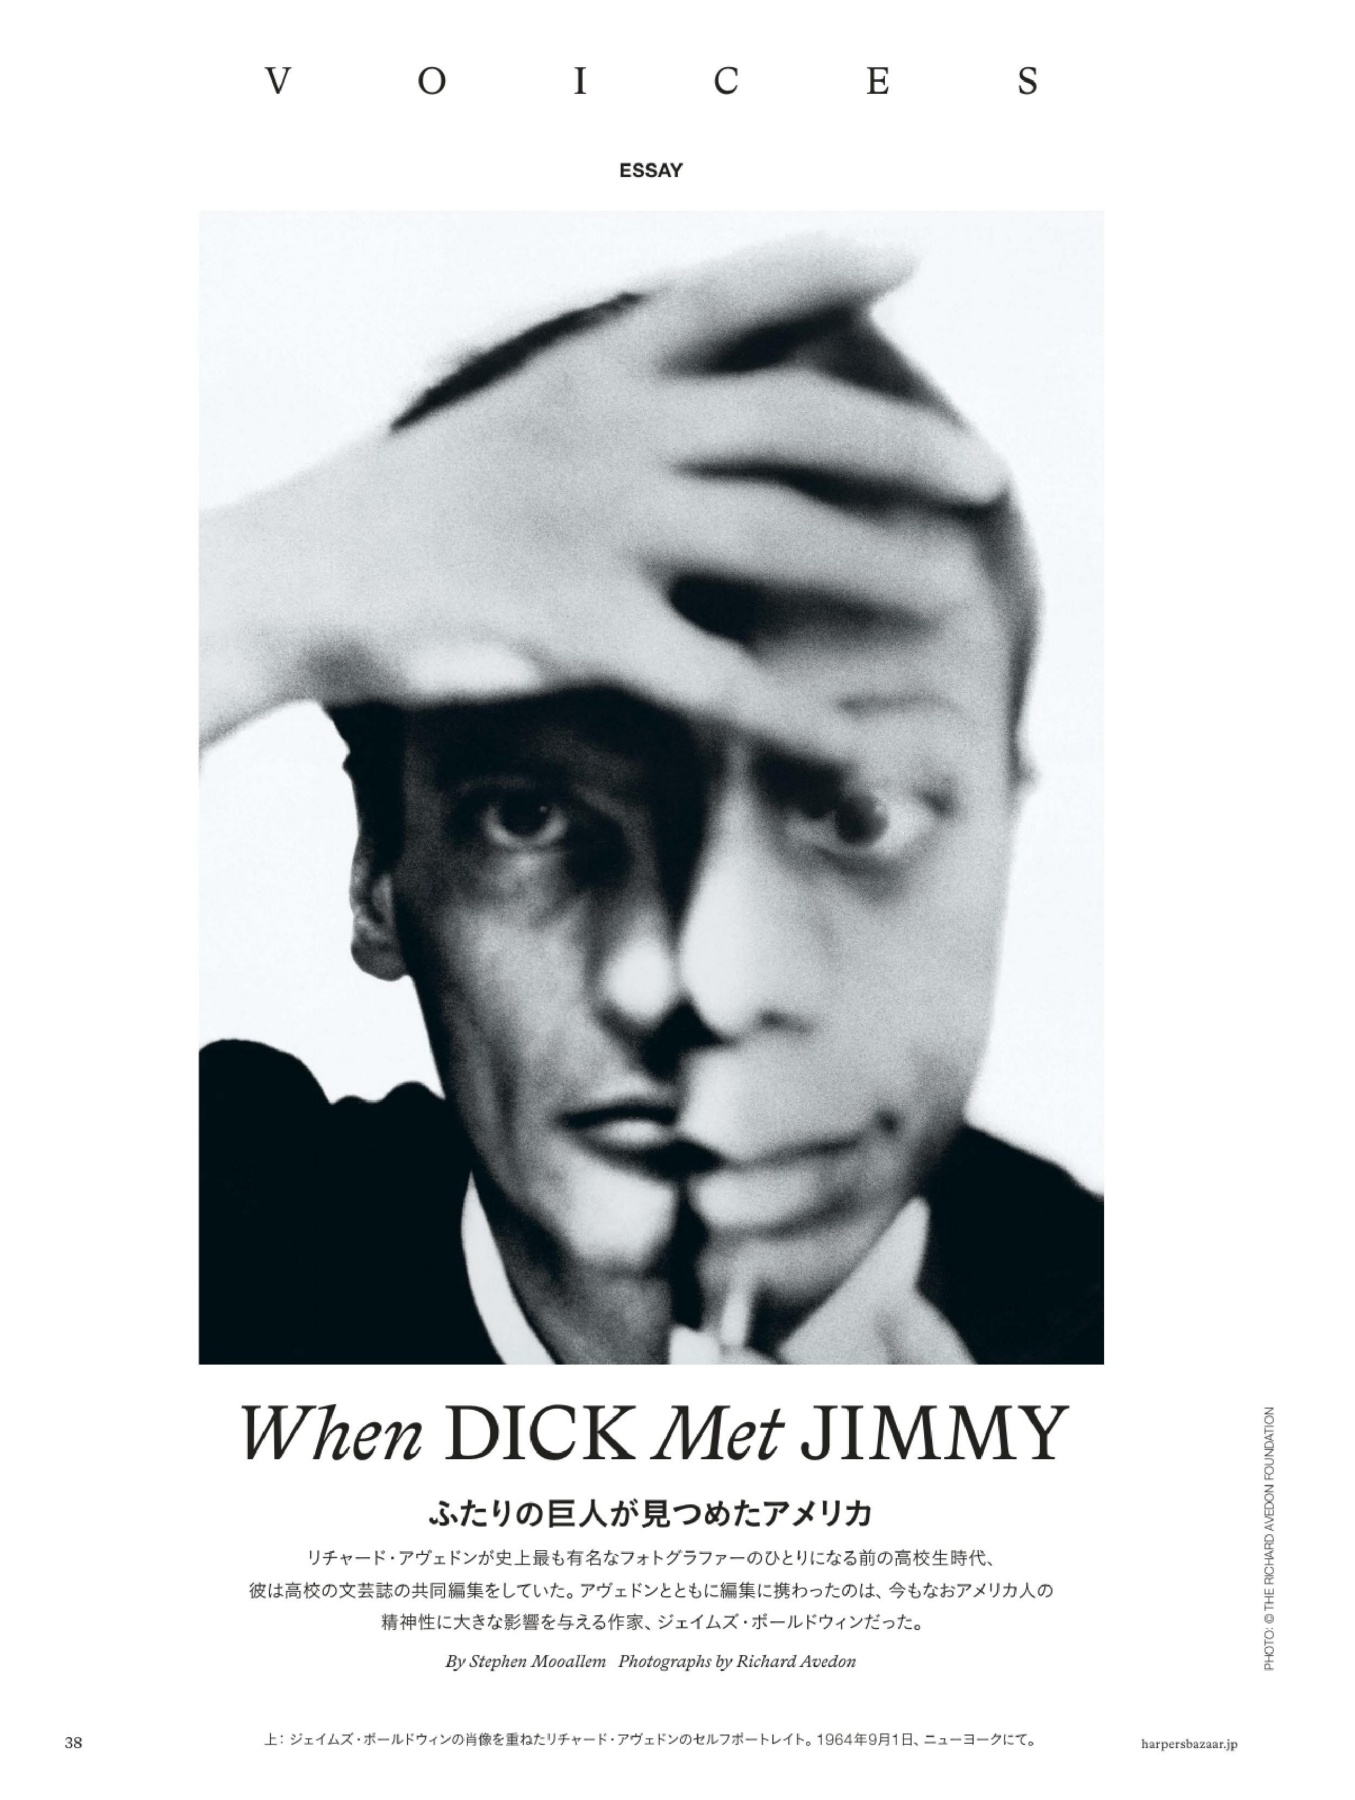 VOICES
ESSAY
When DICK Met JIMMY
ふたりの巨人が見つめたアメリカ
リチャード・アヴェドンが史上最も有名なフォトグラファーのひとりになる前の高校生時代、
彼は高校の文芸誌の共同編集をしていた。アヴェドンとともに編集に携わったのは、今もなおアメリカ人の
精神性に大きな影響を与える作家、ジェイムズ・ボールドウィンだった。
By Stephen Mooallem Photographs by Richard Avedon
PHOTO: © THE RICHARD AVEDON FOUNDATION
38
上：ジェイムズ・ボールドウィンの肖像を重ねたリチャード・アヴェドンのセルフポートレイト。1964年9月1日、ニューヨークにて。
harpersbazaar.jp